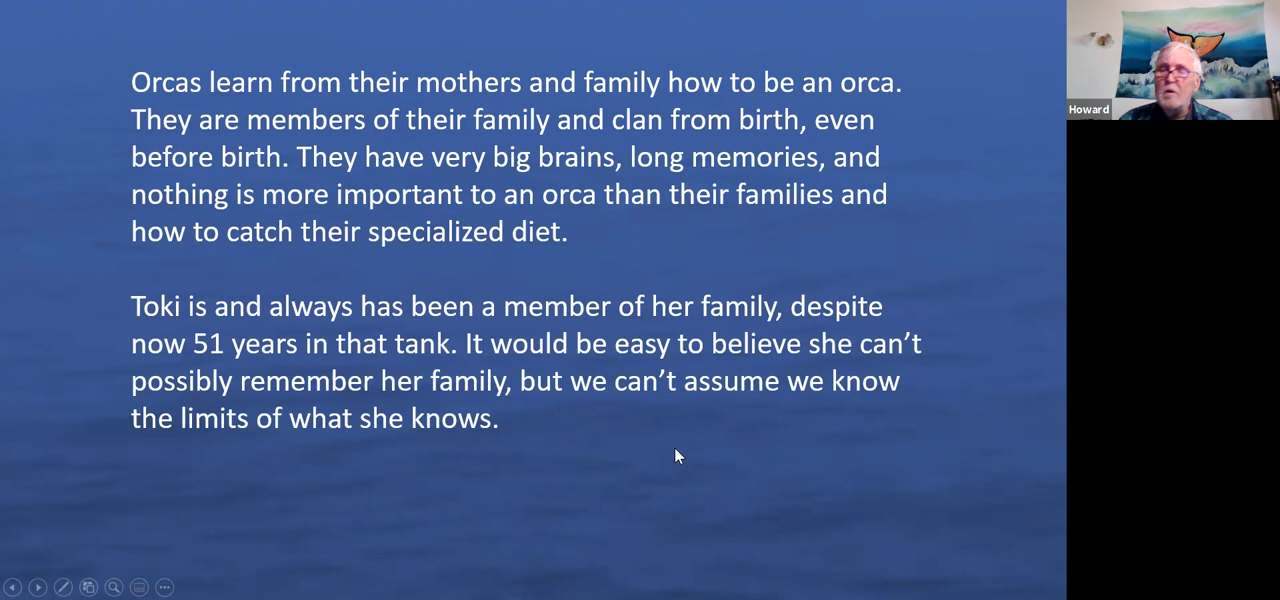 Orcas learn from their mothers and family how to be an orca.
They are members of their family and clan from birth, even
before birth. They have very big brains, long memories, and
nothing is more important to an orca than their families and
how to catch their specialized diet.
Toki is and always has been a member of her family, despite
now 51 years in that tank. It would be easy to believe she can’t
possibly remember her family, but we can’t assume we know
the limits of what she knows.
Howard